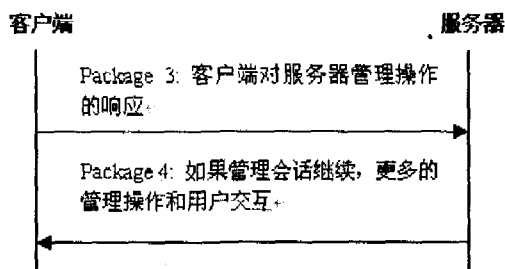 客户端
服务器
Package 3: 客户端对服务器管理操作
的响应
Package 4: 如果管理会话继续，更多的
管理操作和用户交互